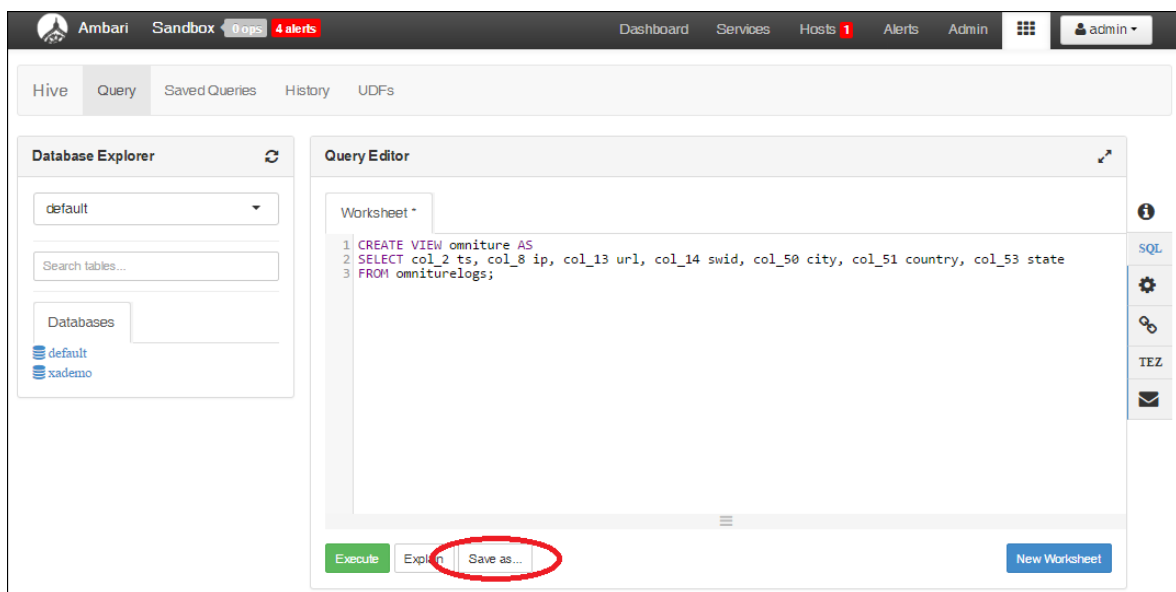 Ambari Sandbox 0 ops 4 alerts Dashboard Services Hosts 1 Alerts Admin admin
Hive Query Saved Queries History UDFs
Database Explorer
default
Search tables...
Databases
default
xademo
Query Editor
Worksheet *
1 CREATE VIEW omniture AS
2 SELECT col_2 ts, col_8 ip, col_13 url, col_14 swid, col_50 city, col_51 country, col_53 state
3 FROM omniturelogs;
Execute Explain Save as... New Worksheet
SQL
TEZ